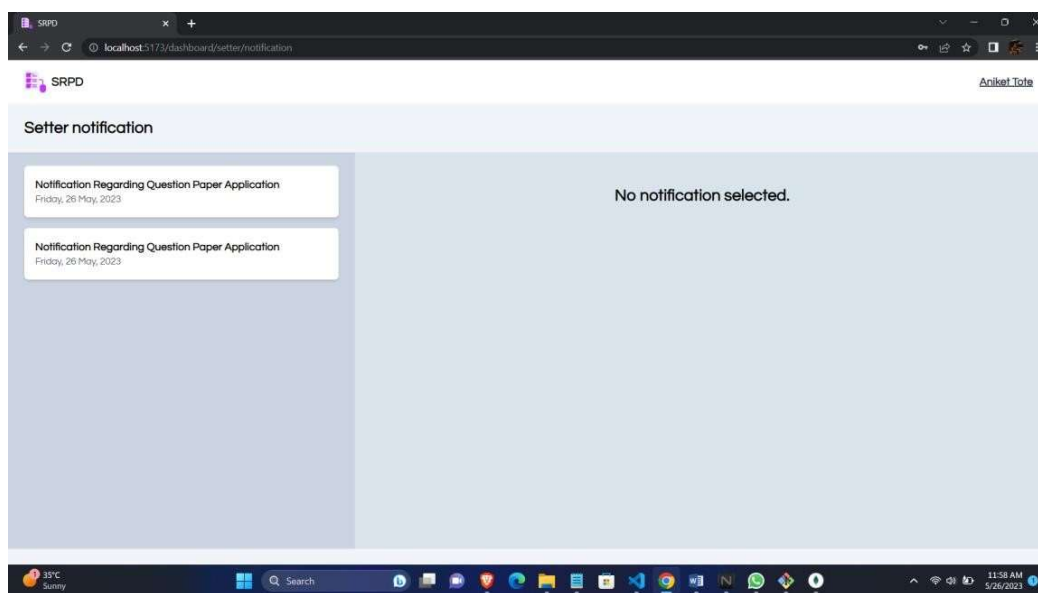 SRPD
localhost:5173/dashboard/setter/notification
SRPD
Aniket Tote
Setter notification
Notification Regarding Question Paper Application
Friday, 26 May, 2023
No notification selected.
Notification Regarding Question Paper Application
Friday, 26 May, 2023
35°C
Sunny
Search
11:58 AM
5/26/2023